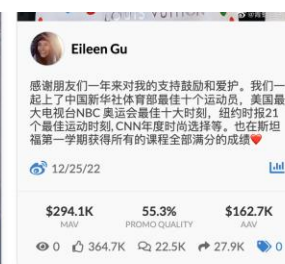 LOUIS VUITTON
Eileen Gu
感谢朋友们一年来对我的支持鼓励和爱护。我们一
起上了中国新华社体育部最佳十个运动员，美国最
大电视台NBC 奥运会最佳十大时刻，纽约时报21
个最佳运动时刻, CNN年度时尚选择等。也在斯坦
福第一学期获得所有的课程全部满分的成绩❤️
12/25/22
$294.1K 55.3% $162.7K
MAV PROMO QUALITY AAV
0 364.7K 22.5K 27.9K 0